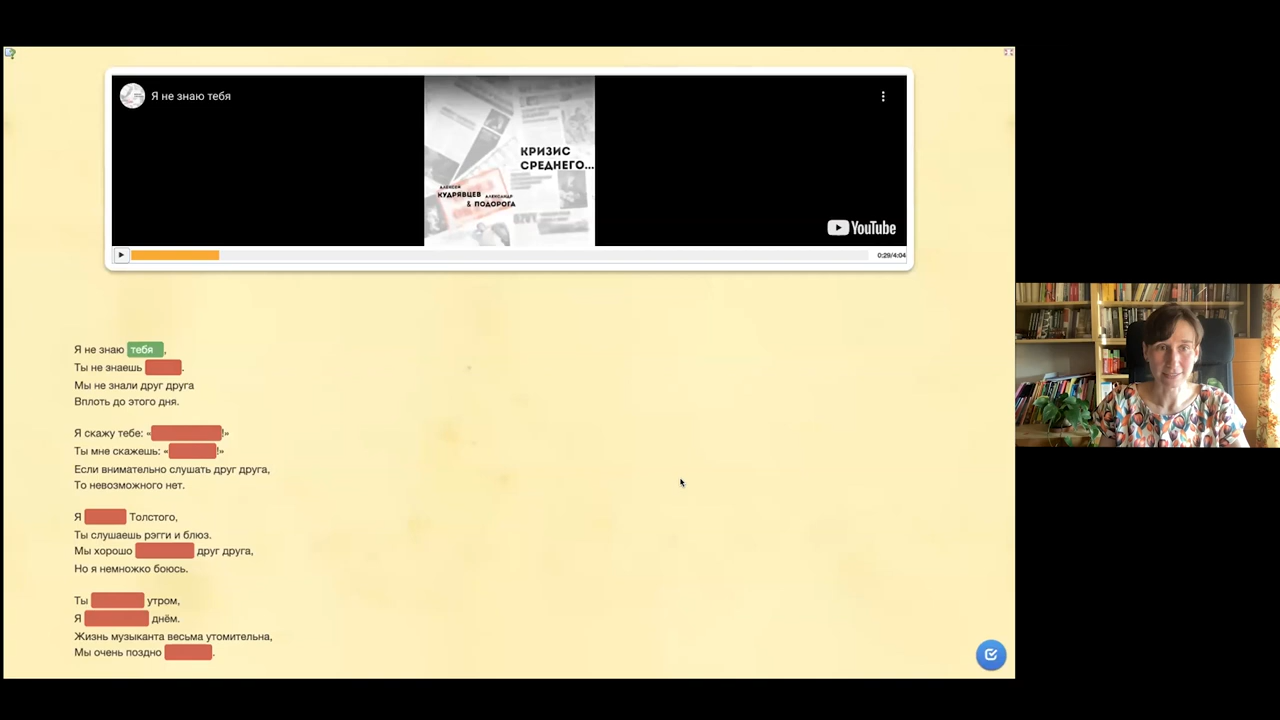 Я не знаю тебя
КРИЗИС
СРЕДНЕГО...
АЛЕКСЕЙ
КУДРЯВЦЕВ АЛЕКСАНДР
& ПОДОРОГА
YouTube
0:29/4:04
Я не знаю тебя,
Ты не знаешь .
Мы не знали друг друга
Вплоть до этого дня.
Я скажу тебе: «!»
Ты мне скажешь: «!»
Если внимательно слушать друг друга,
То невозможного нет.
Я Толстого,
Ты слушаешь рэгги и блюз.
Мы хорошо друг друга,
Но я немножко боюсь.
Ты утром,
Я днём.
Жизнь музыканта весьма утомительна,
Мы очень поздно .